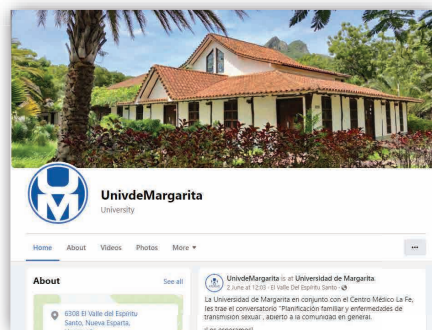 UM
UnivdeMargarita
University
Home About Videos Photos More ▾ ...
About See all
6308 El Valle del Espíritu
Santo, Nueva Esparta,
UnivdeMargarita is at Universidad de Margarita.
2 June at 12:03 · El Valle Del Espíritu Santo ·
La Universidad de Margarita en conjunto con el Centro Médico La Fe,
les trae el conversatorio "Planificación familiar y enfermedades de
transmisión sexual", abierto a la comunidad en general.